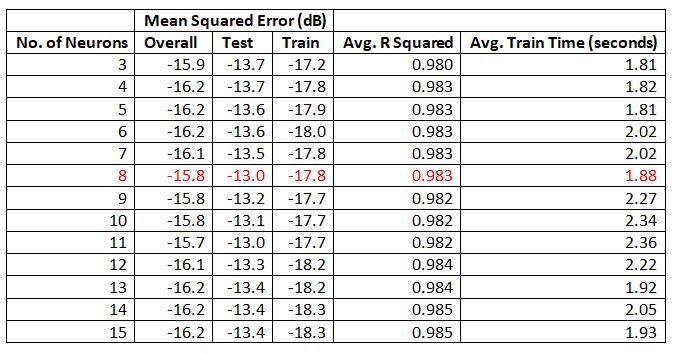 Mean Squared Error (dB)
No. of Neurons Overall Test Train Avg. R Squared Avg. Train Time (seconds)
3 -15.9 -13.7 -17.2 0.980 1.81
4 -16.2 -13.7 -17.8 0.983 1.82
5 -16.2 -13.6 -17.9 0.983 1.81
6 -16.2 -13.6 -18.0 0.983 2.02
7 -16.1 -13.5 -17.8 0.983 2.02
8 -15.8 -13.0 -17.8 0.983 1.88
9 -15.8 -13.2 -17.7 0.982 2.27
10 -15.8 -13.1 -17.7 0.982 2.34
11 -15.7 -13.0 -17.7 0.982 2.36
12 -16.1 -13.3 -18.2 0.984 2.22
13 -16.2 -13.4 -18.2 0.984 1.92
14 -16.2 -13.4 -18.3 0.985 2.05
15 -16.2 -13.4 -18.3 0.985 1.93